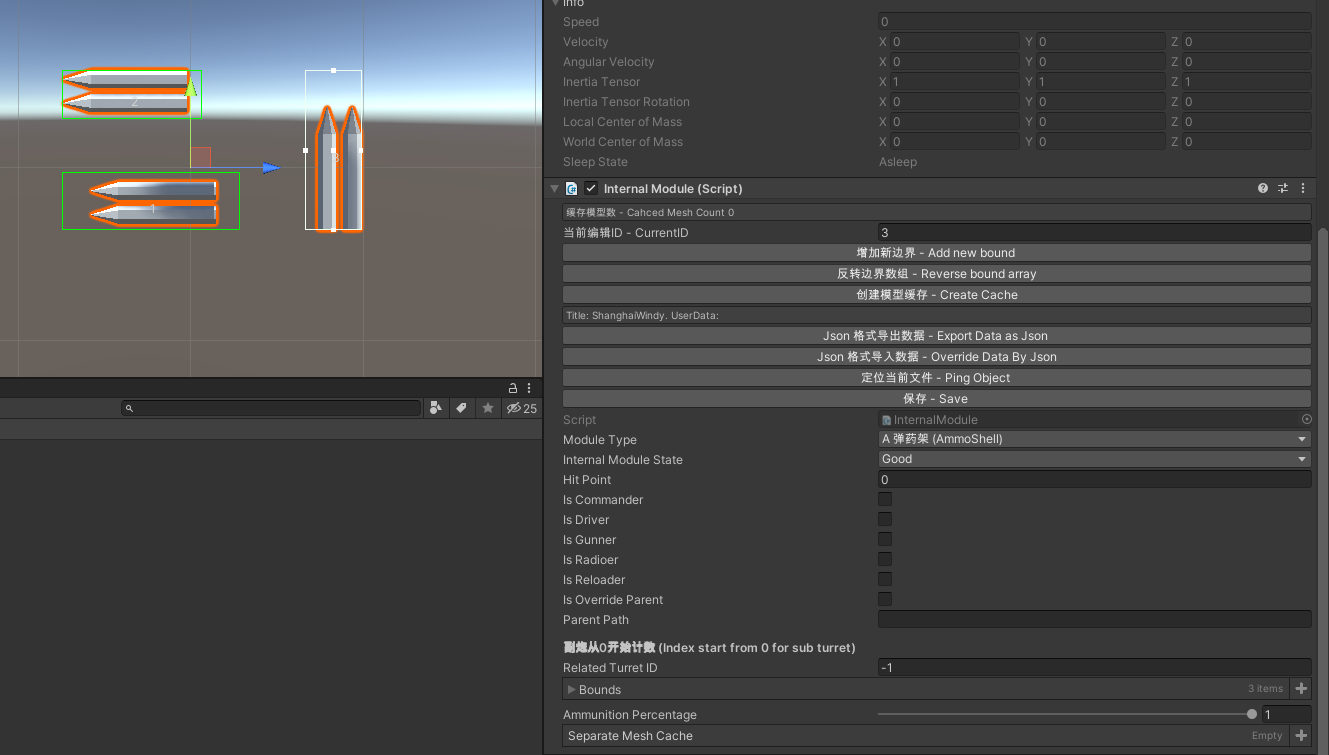 Info
Speed 0
Velocity X 0 Y 0 Z 0
Angular Velocity X 0 Y 0 Z 0
Inertia Tensor X 1 Y 1 Z 1
Inertia Tensor Rotation X 0 Y 0 Z 0
Local Center of Mass X 0 Y 0 Z 0
World Center of Mass X 0 Y 0 Z 0
Sleep State Asleep
2
3
1
Internal Module (Script)
缓存模型数 - Cahced Mesh Count 0
当前编辑ID - CurrentID 3
增加新边界 - Add new bound
反转边界数组 - Reverse bound array
创建模型缓存 - Create Cache
Title: ShanghaiWindy. UserData:
Json 格式导出数据 - Export Data as Json
Json 格式导入数据 - Override Data By Json
定位当前文件 - Ping Object
保存 - Save
25
Script InternalModule
Module Type A 弹药架 (AmmoShell)
Internal Module State Good
Hit Point 0
Is Commander
Is Driver
Is Gunner
Is Radioer
Is Reloader
Is Override Parent
Parent Path
副炮从0开始计数 (Index start from 0 for sub turret)
Related Turret ID -1
Bounds 3 items
Ammunition Percentage 1
Separate Mesh Cache Empty